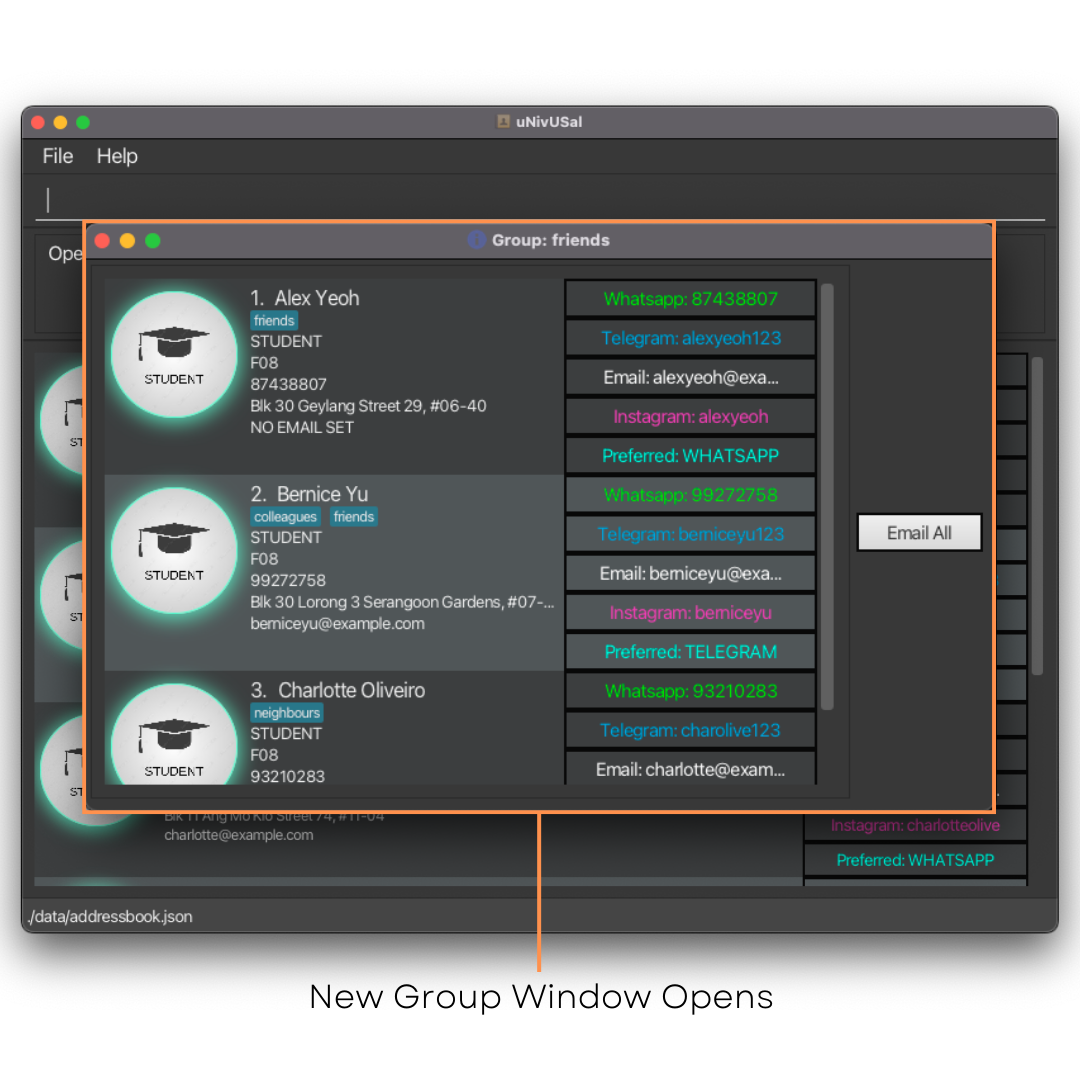 uNivUSal
File Help
Ope
Group: friends
1. Alex Yeoh
friends
STUDENT
F08
87438807
Blk 30 Geylang Street 29, #06-40
NO EMAIL SET
STUDENT
Whatsapp: 87438807
Telegram: alexyeoh123
Email: alexyeoh@exa...
Instagram: alexyeoh
Preferred: WHATSAPP
2. Bernice Yu
colleagues friends
STUDENT
F08
99272758
Blk 30 Lorong 3 Serangoon Gardens, #07-...
berniceyu@example.com
STUDENT
Whatsapp: 99272758
Telegram: berniceyu123
Email: berniceyu@exa...
Instagram: berniceyu
Preferred: TELEGRAM
Email All
3. Charlotte Oliveiro
neighbours
STUDENT
F08
93210283
STUDENT
Whatsapp: 93210283
Telegram: charolive123
Email: charlotte@exam...
ST
ST
ST
Blk 11 Ang Mo Kio Street 74, #11-04
charlotte@example.com
Instagram: charlotteolive
Preferred: WHATSAPP
./data/addressbook.json
New Group Window Opens